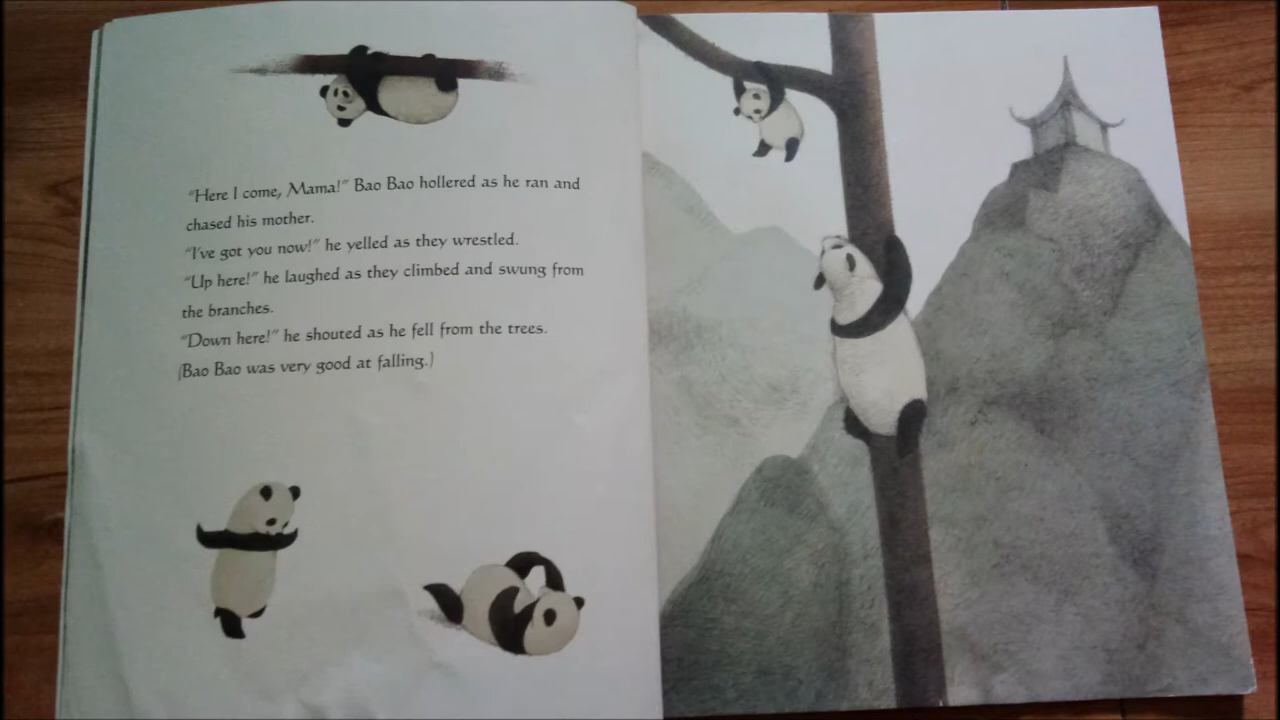 "Here I come, Mama!" Bao Bao hollered as he ran and
chased his mother.
"I've got you now!" he yelled as they wrestled.
"Up here!" he laughed as they climbed and swung from
the branches.
"Down here!" he shouted as he fell from the trees.
(Bao Bao was very good at falling.)